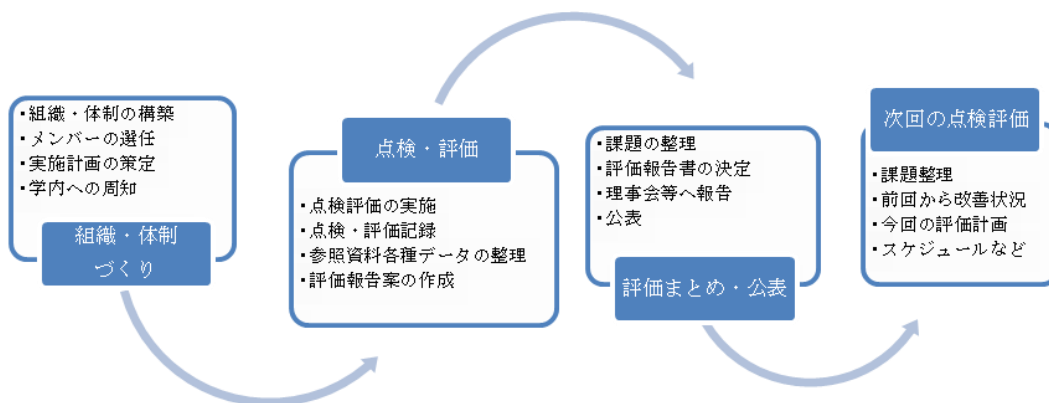 ・組織・体制の構築
・メンバーの選任
・実施計画の策定
・学内への周知
組織・体制
づくり
点検・評価
・点検評価の実施
・点検・評価記録
・参照資料各種データの整理
・評価報告案の作成
・課題の整理
・評価報告書の決定
・理事会等へ報告
・公表
評価まとめ・公表
次回の点検評価
・課題整理
・前回から改善状況
・今回の評価計画
・スケジュールなど